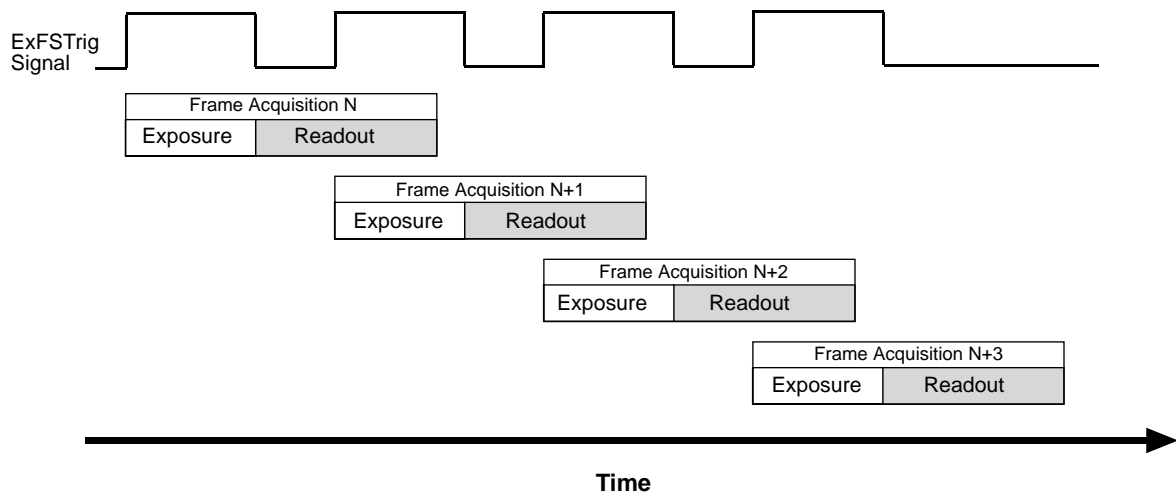 ExFSTrig
Signal
Frame Acquisition N
Exposure Readout
Frame Acquisition N+1
Exposure Readout
Frame Acquisition N+2
Exposure Readout
Frame Acquisition N+3
Exposure Readout
Time